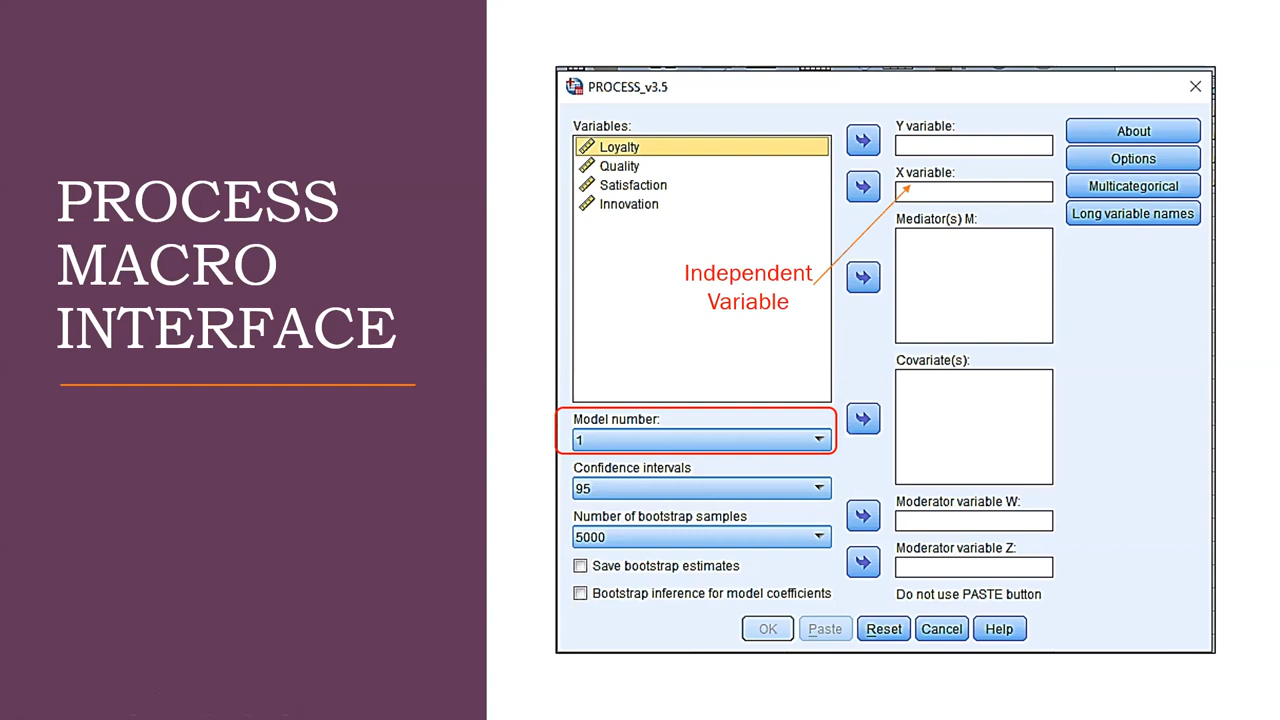 PROCESS
MACRO
INTERFACE
PROCESS_v3.5
Variables:
Loyalty
Quality
Satisfaction
Innovation
Independent
Variable
Model number:
1
Confidence intervals
95
Number of bootstrap samples
5000
Save bootstrap estimates
Bootstrap inference for model coefficients
Y variable:
X variable:
Mediator(s) M:
Covariate(s):
Moderator variable W:
Moderator variable Z:
Do not use PASTE button
About
Options
Multicategorical
Long variable names
OK Paste Reset Cancel Help